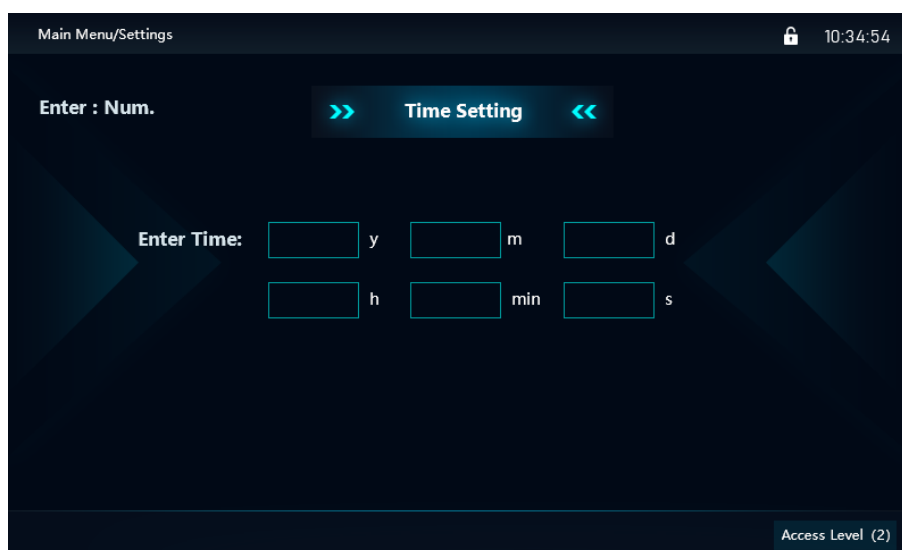 Main Menu/Settings 10:34:54
Enter : Num. Time Setting
Enter Time: y m d
h min s
Access Level (2)